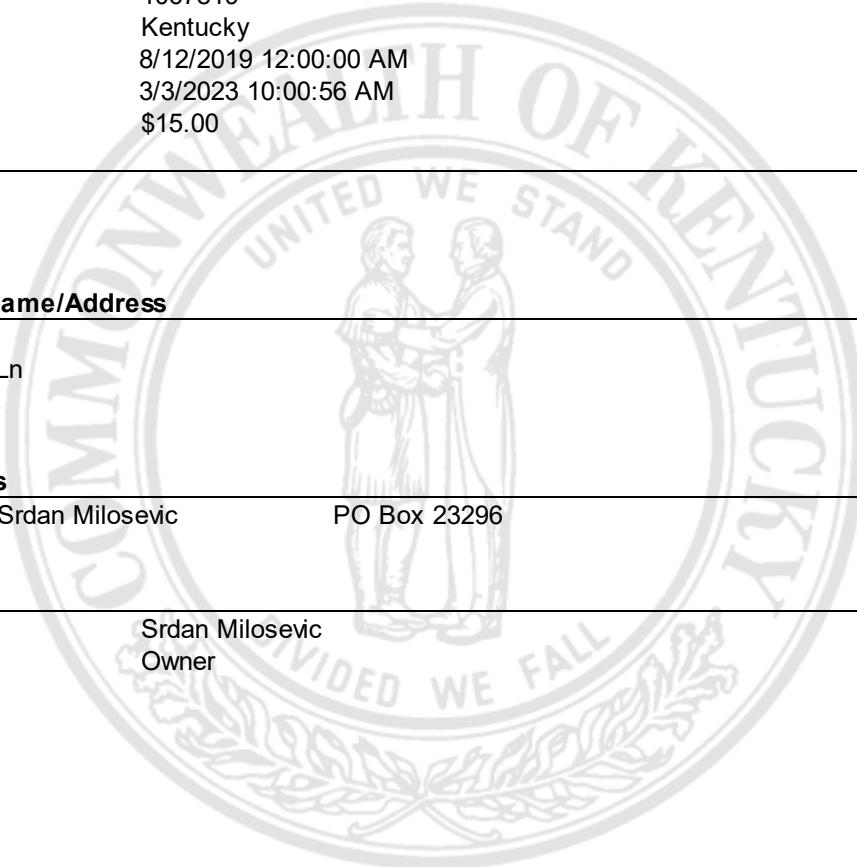 Kentucky
8/12/2019 12:00:00 AM
3/3/2023 10:00:56 AM
$15.00
COMMONWEALTH OF KENTUCKY
UNITED WE STAND
ame/Address
Ln
s
Srdan Milosevic PO Box 23296
Srdan Milosevic
Owner
DIVIDED WE FALL